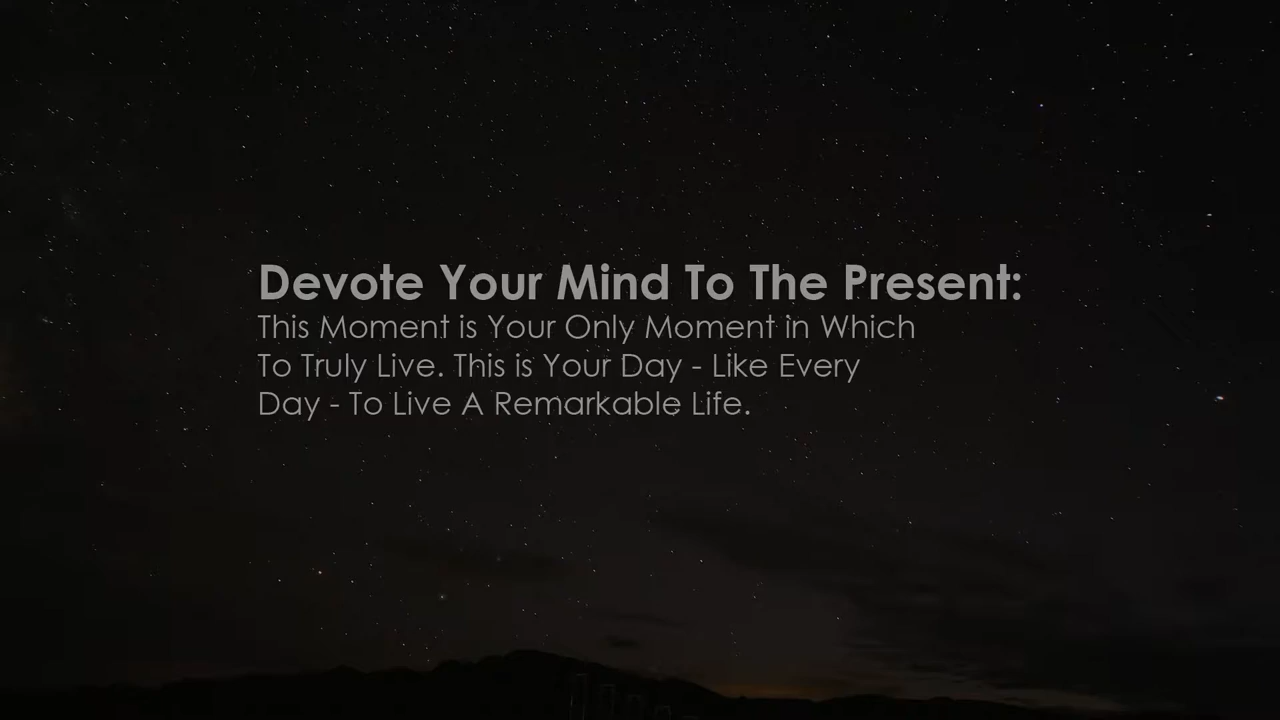 Devote Your Mind To The Present:
This Moment is Your Only Moment in Which
To Truly Live. This is Your Day - Like Every
Day - To Live A Remarkable Life.